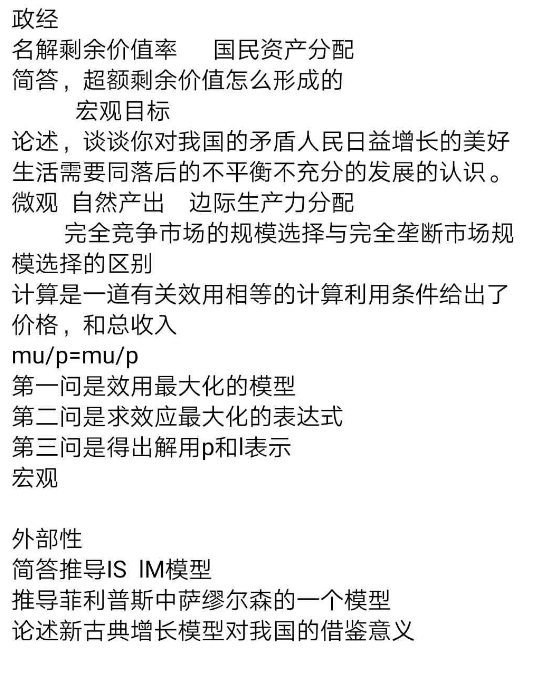 政经
名解剩余价值率 国民资产分配
简答，超额剩余价值怎么形成的
宏观目标
论述，谈谈你对我国的矛盾人民日益增长的美好
生活需要同落后的不平衡不充分的发展的认识。
微观 自然产出 边际生产力分配
完全竞争市场的规模选择与完全垄断市场规
模选择的区别
计算是一道有关效用相等的计算利用条件给出了
价格，和总收入
mu/p=mu/p
第一问是效用最大化的模型
第二问是求效应最大化的表达式
第三问是得出解用p和l表示
宏观
外部性
简答推导IS lM模型
推导菲利普斯中萨缪尔森的一个模型
论述新古典增长模型对我国的借鉴意义